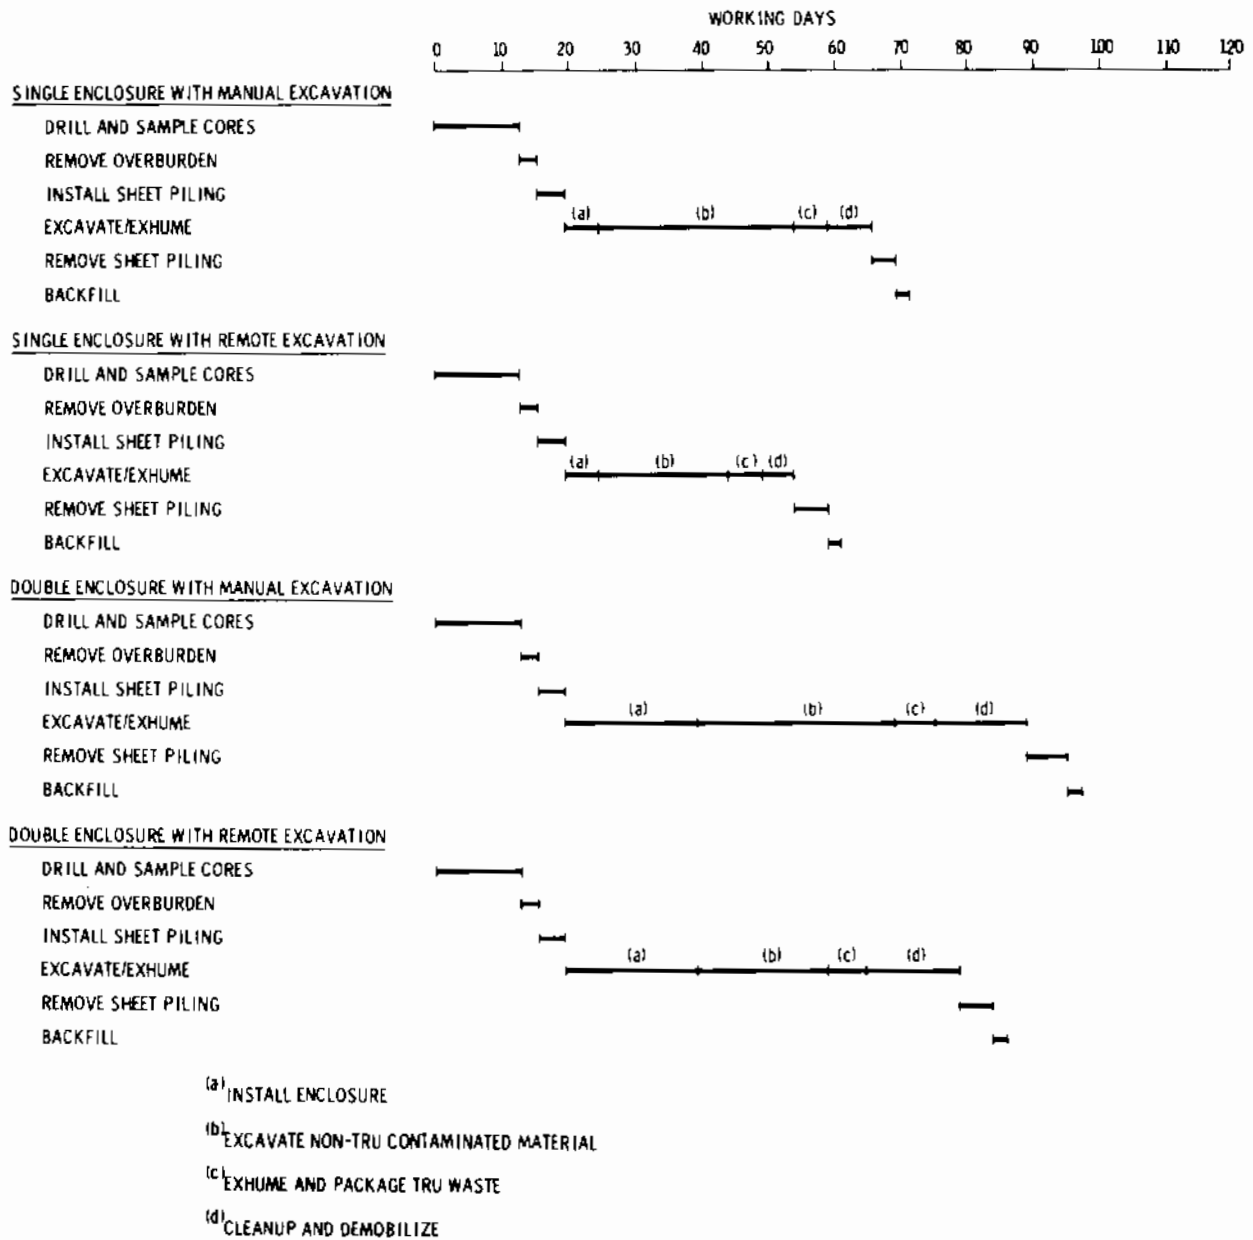 WORKING DAYS
0 10 20 30 40 50 60 70 80 90 100 110 120
SINGLE ENCLOSURE WITH MANUAL EXCAVATION
DRILL AND SAMPLE CORES
REMOVE OVERBURDEN
INSTALL SHEET PILING
(a) (b) (c) (d)
EXCAVATE/EXHUME
REMOVE SHEET PILING
BACKFILL
SINGLE ENCLOSURE WITH REMOTE EXCAVATION
DRILL AND SAMPLE CORES
REMOVE OVERBURDEN
INSTALL SHEET PILING
(a) (b) (c) (d)
EXCAVATE/EXHUME
REMOVE SHEET PILING
BACKFILL
DOUBLE ENCLOSURE WITH MANUAL EXCAVATION
DRILL AND SAMPLE CORES
REMOVE OVERBURDEN
INSTALL SHEET PILING
(a) (b) (c) (d)
EXCAVATE/EXHUME
REMOVE SHEET PILING
BACKFILL
DOUBLE ENCLOSURE WITH REMOTE EXCAVATION
DRILL AND SAMPLE CORES
REMOVE OVERBURDEN
INSTALL SHEET PILING
(a) (b) (c) (d)
EXCAVATE/EXHUME
REMOVE SHEET PILING
BACKFILL
(a) INSTALL ENCLOSURE
(b) EXCAVATE NON-TRU CONTAMINATED MATERIAL
(c) EXHUME AND PACKAGE TRU WASTE
(d) CLEANUP AND DEMOBILIZE